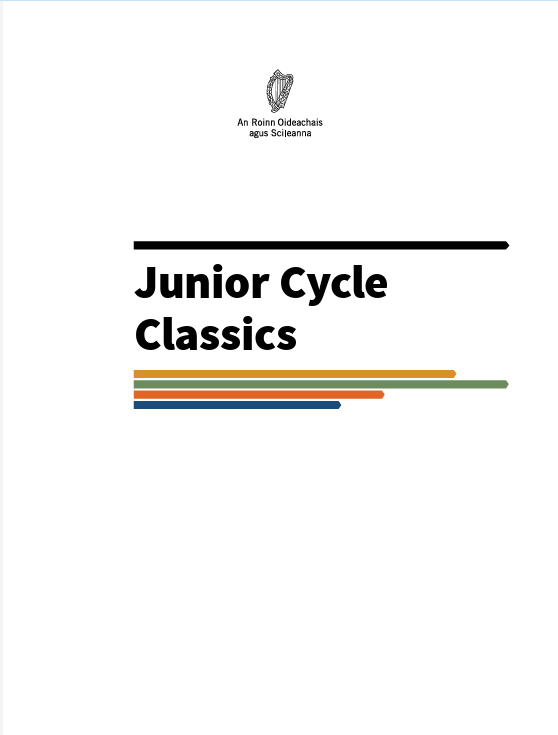 An Roinn Oideachais
agus Scileanna
Junior Cycle
Classics